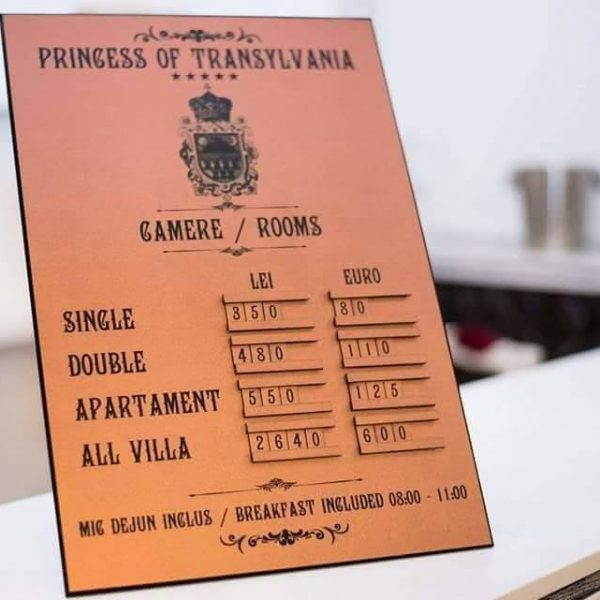 PRINCESS OF TRANSYLVANIA
CAMERE / ROOMS
LEI EURO
SINGLE 350 80
DOUBLE 480 110
APARTAMENT 550 125
ALL VILLA 2640 600
MIC DEJUN INCLUS / BREAKFAST INCLUDED 08:00 - 11:00